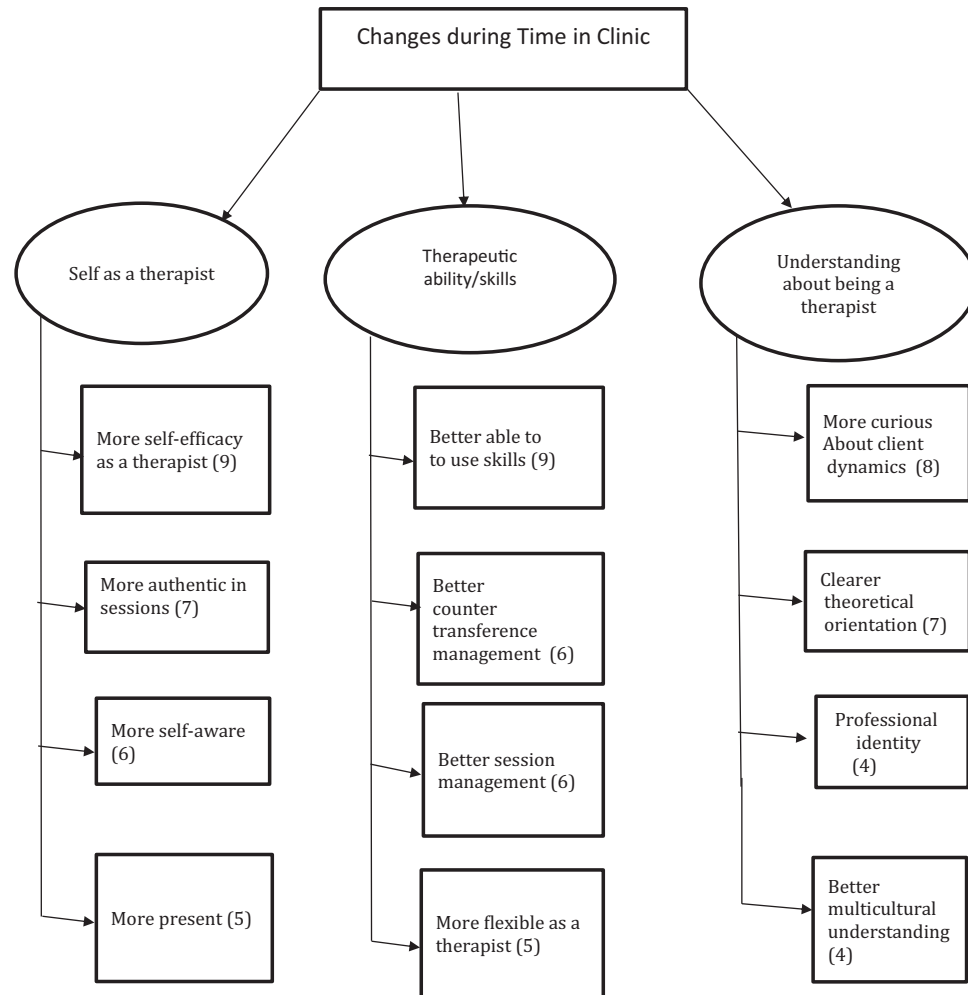 Changes during Time in Clinic
Self as a therapist
Therapeutic
ability/skills
Understanding
about being a
therapist
More self-efficacy
as a therapist (9)
More authentic in
sessions (7)
More self-aware
(6)
More present (5)
Better able to
to use skills (9)
Better
counter
transference
management (6)
Better session
management (6)
More flexible as a
therapist (5)
More curious
About client
dynamics (8)
Clearer
theoretical
orientation (7)
Professional
identity
(4)
Better
multicultural
understanding
(4)